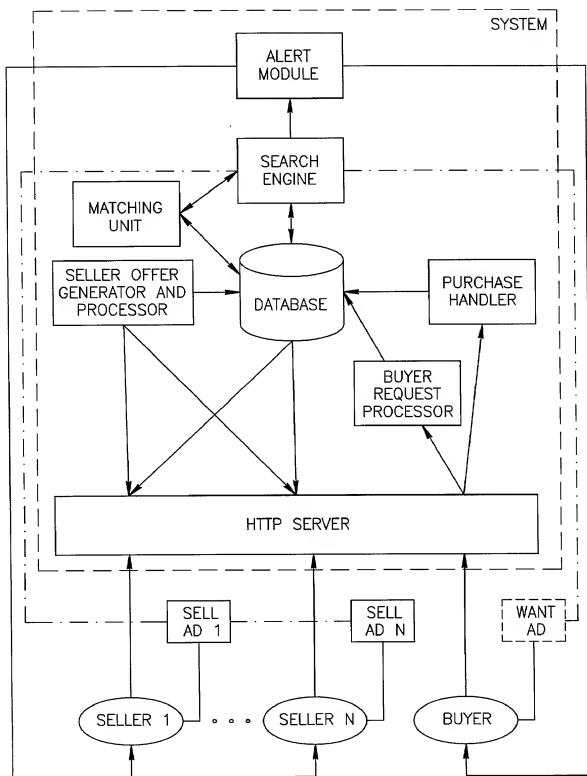 SYSTEM
ALERT
MODULE
SEARCH
ENGINE
MATCHING
UNIT
SELLER OFFER
GENERATOR AND
PROCESSOR
DATABASE
PURCHASE
HANDLER
BUYER
REQUEST
PROCESSOR
HTTP SERVER
SELL
AD 1
SELL
AD N
WANT
AD
SELLER 1
SELLER N
BUYER